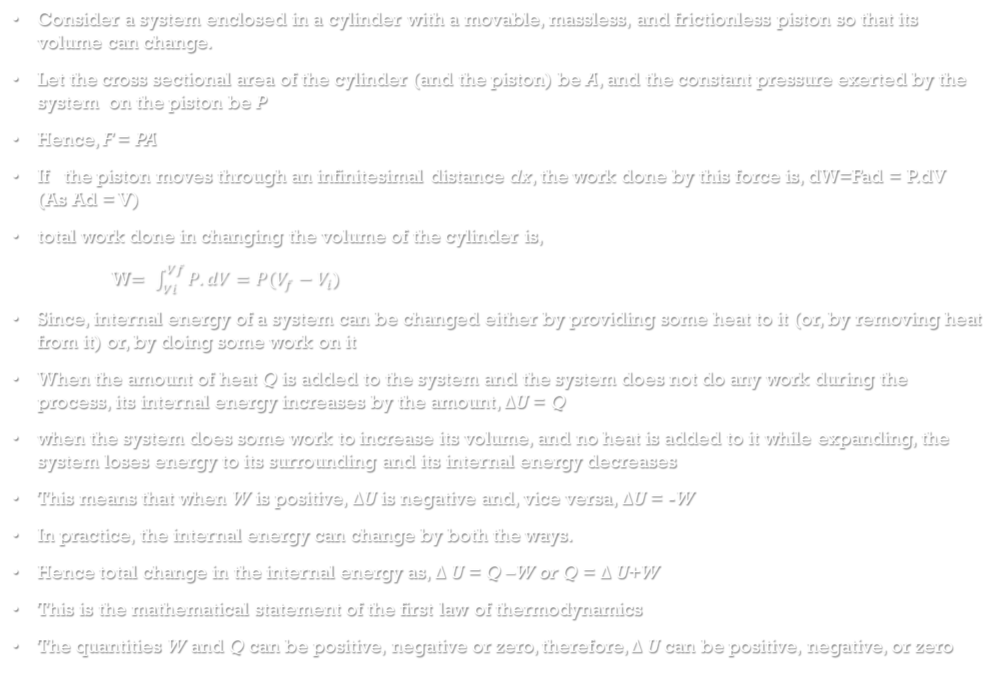 • Consider a system enclosed in a cylinder with a movable, massless, and frictionless piston so that its
volume can change.
• Let the cross sectional area of the cylinder (and the piston) be A, and the constant pressure exerted by the
system on the piston be P
• Hence, F = PA
• If the piston moves through an infinitesimal distance dx, the work done by this force is, dW=Fad = P.dV
(As Ad = V)
• total work done in changing the volume of the cylinder is,
W= ∫_{Vi}^{Vf} P. dV = P(V_f − V_i)
• Since, internal energy of a system can be changed either by providing some heat to it (or, by removing heat
from it) or, by doing some work on it
• When the amount of heat Q is added to the system and the system does not do any work during the
process, its internal energy increases by the amount, ΔU = Q
• when the system does some work to increase its volume, and no heat is added to it while expanding, the
system loses energy to its surrounding and its internal energy decreases
• This means that when W is positive, ΔU is negative and, vice versa, ΔU = -W
• In practice, the internal energy can change by both the ways.
• Hence total change in the internal energy as, Δ U = Q –W or Q = Δ U+W
• This is the mathematical statement of the first law of thermodynamics
• The quantities W and Q can be positive, negative or zero, therefore, Δ U can be positive, negative, or zero